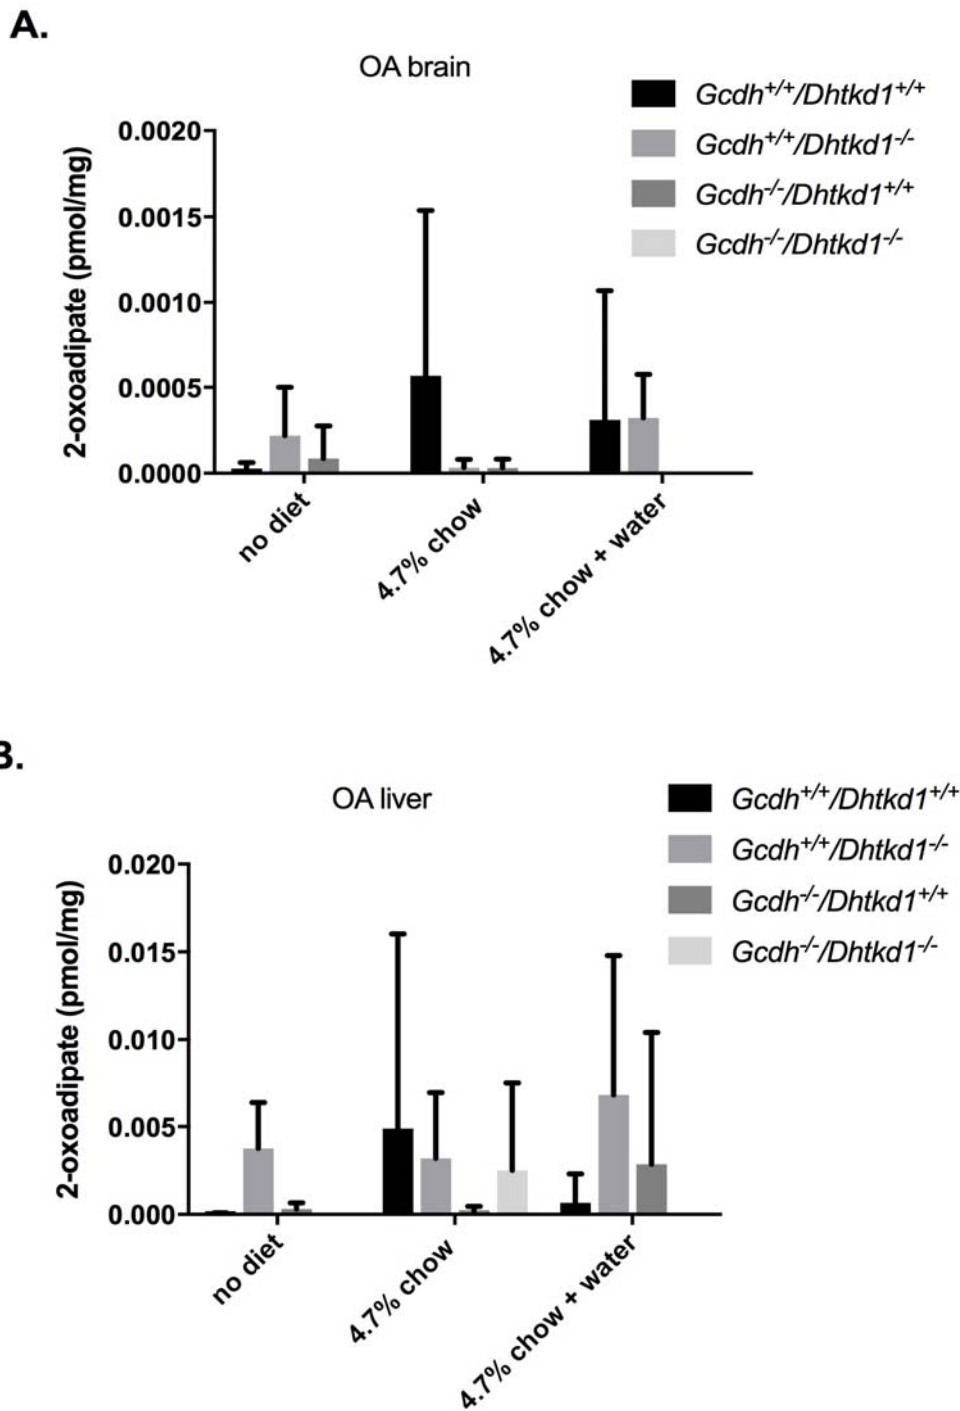 A.
OA brain
Gcdh+/+/Dhtkd1+/+
Gcdh+/+/Dhtkd1-/-
Gcdh-/-/Dhtkd1+/+
Gcdh-/-/Dhtkd1-/-
2-oxoadipate (pmol/mg)
0.0020
0.0015
0.0010
0.0005
0.0000
no diet
4.7% chow
4.7% chow + water
B.
OA liver
Gcdh+/+/Dhtkd1+/+
Gcdh+/+/Dhtkd1-/-
Gcdh-/-/Dhtkd1+/+
Gcdh-/-/Dhtkd1-/-
2-oxoadipate (pmol/mg)
0.020
0.015
0.010
0.005
0.000
no diet
4.7% chow
4.7% chow + water